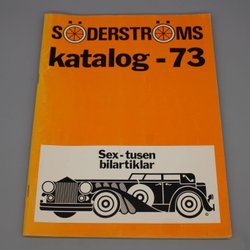 SÖDERSTRÖMS
katalog - 73
Sex-tusen
bilartiklar